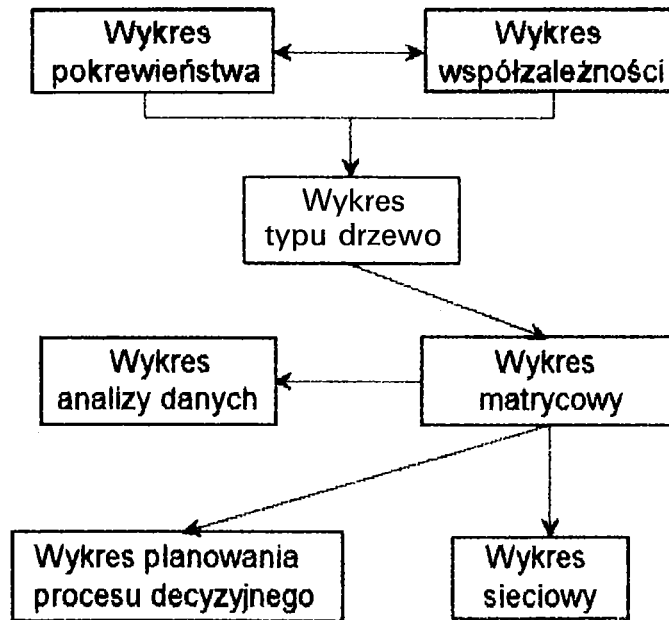 Wykres
pokrewieństwa
Wykres
współzależności
Wykres
typu drzewo
Wykres
analizy danych
Wykres
matrycowy
Wykres planowania
procesu decyzyjnego
Wykres
sieciowy